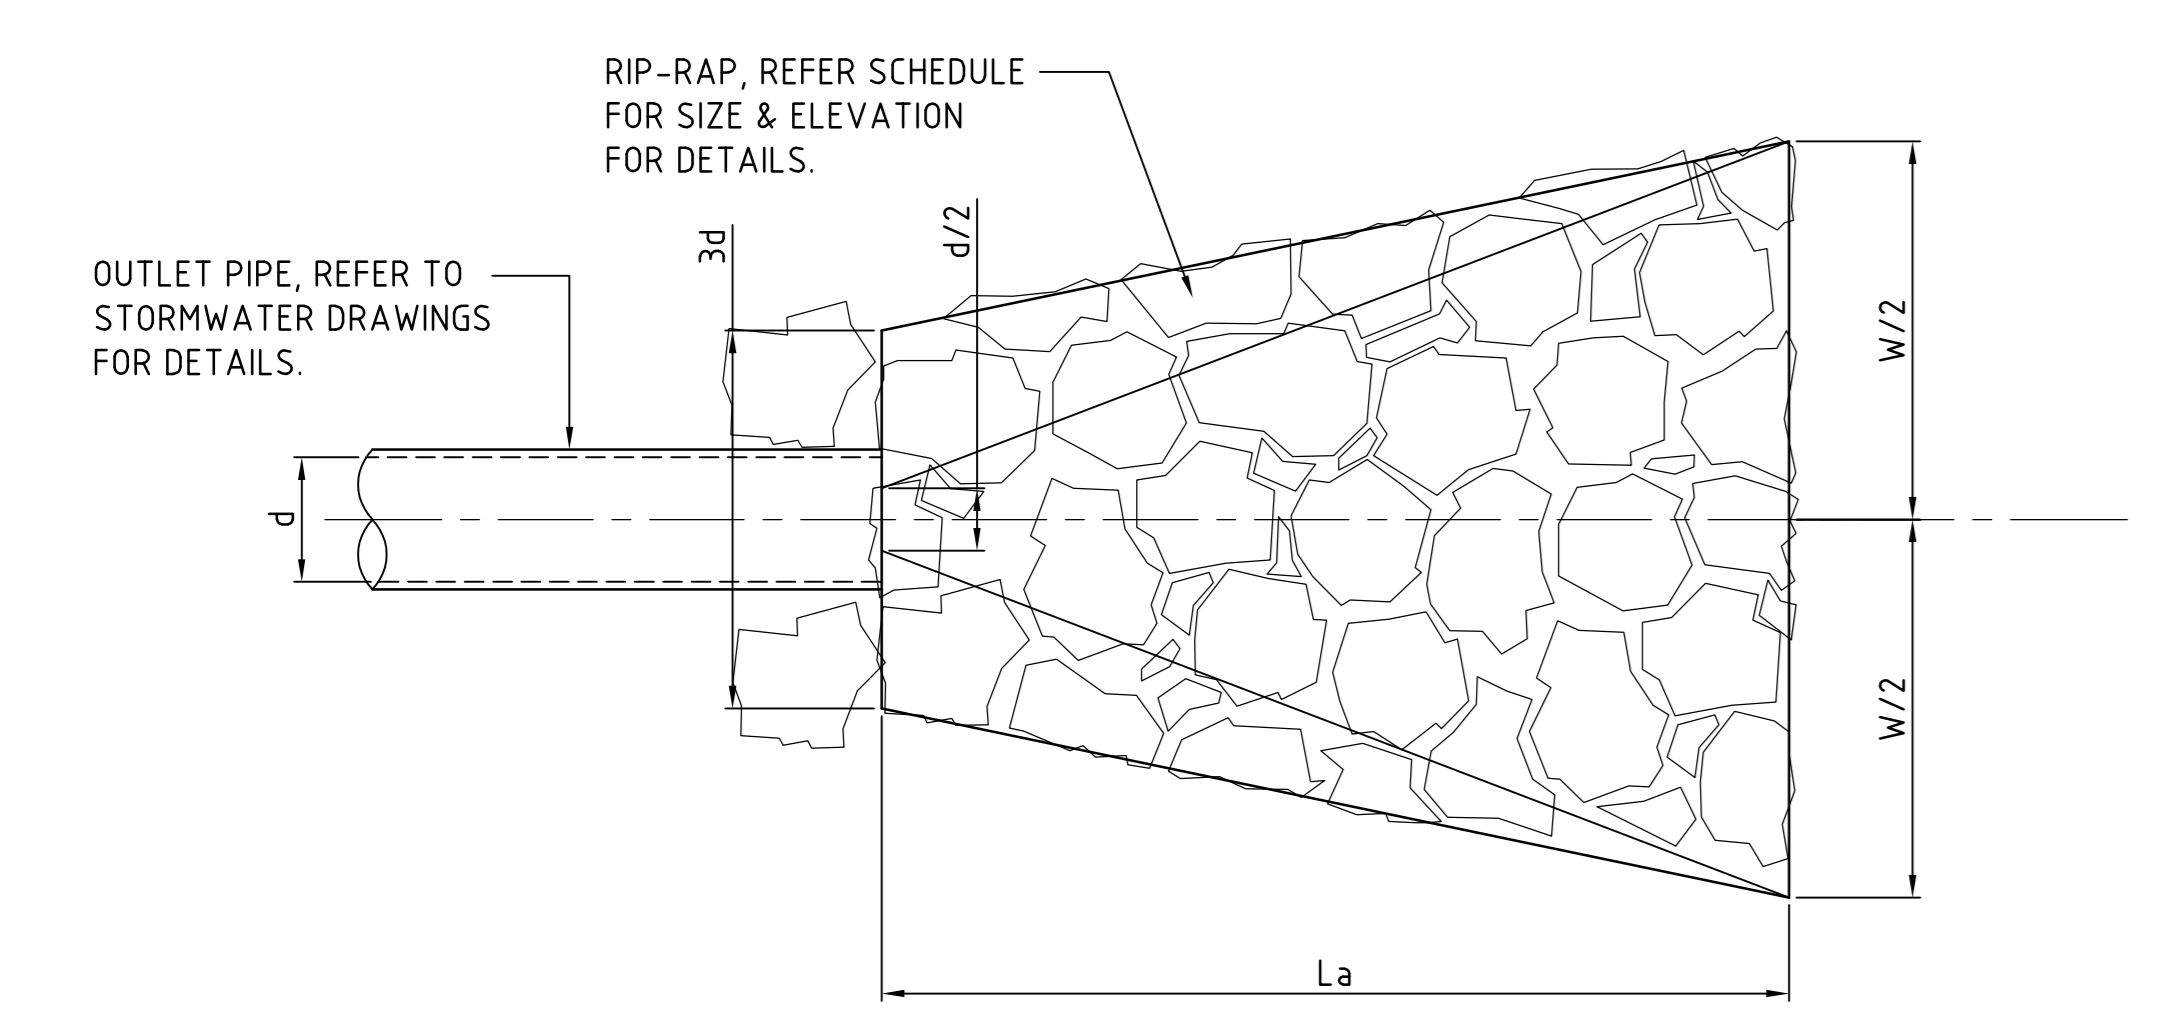 RIP-RAP, REFER SCHEDULE
FOR SIZE & ELEVATION
FOR DETAILS.
OUTLET PIPE, REFER TO
STORMWATER DRAWINGS
FOR DETAILS.
3d
d/2
d
W/2
W/2
La